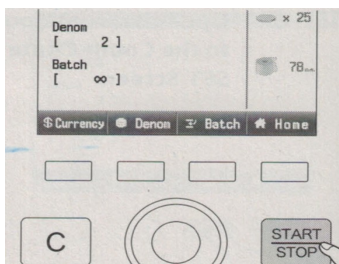 Denom
[ 2 ]
Batch
[ ∞ ]
x 25
78
$ Currency Denom Batch Home
C
START
STOP